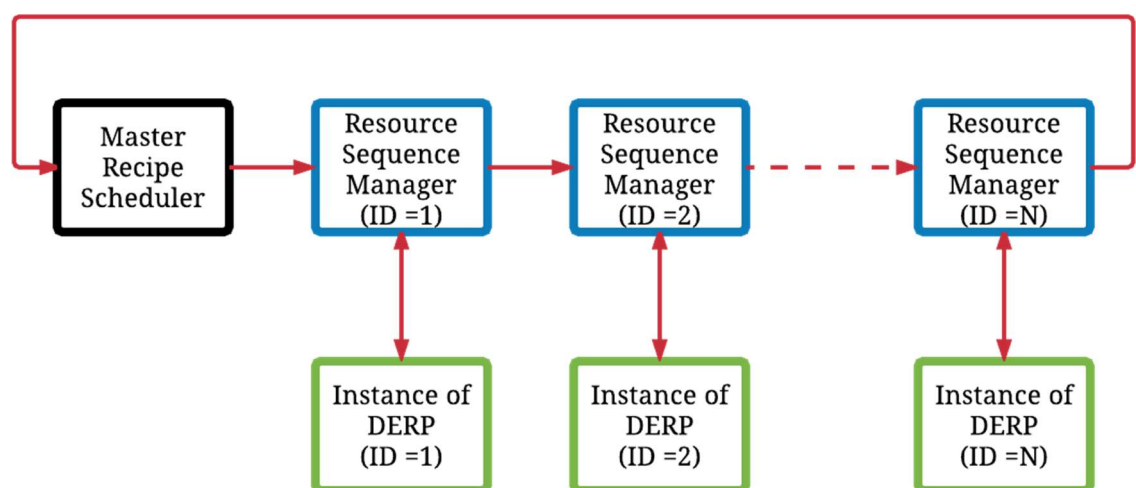 Master
Recipe
Scheduler
Resource
Sequence
Manager
(ID =1)
Resource
Sequence
Manager
(ID =2)
Resource
Sequence
Manager
(ID =N)
Instance of
DERP
(ID =1)
Instance of
DERP
(ID =2)
Instance of
DERP
(ID =N)